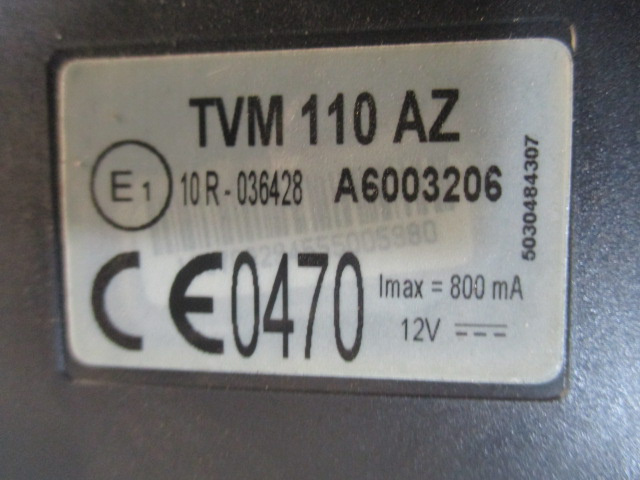 TVM 110 AZ
E1 10 R - 036428 A6003206
CE0470 Imax = 800 mA
12V
5030484307